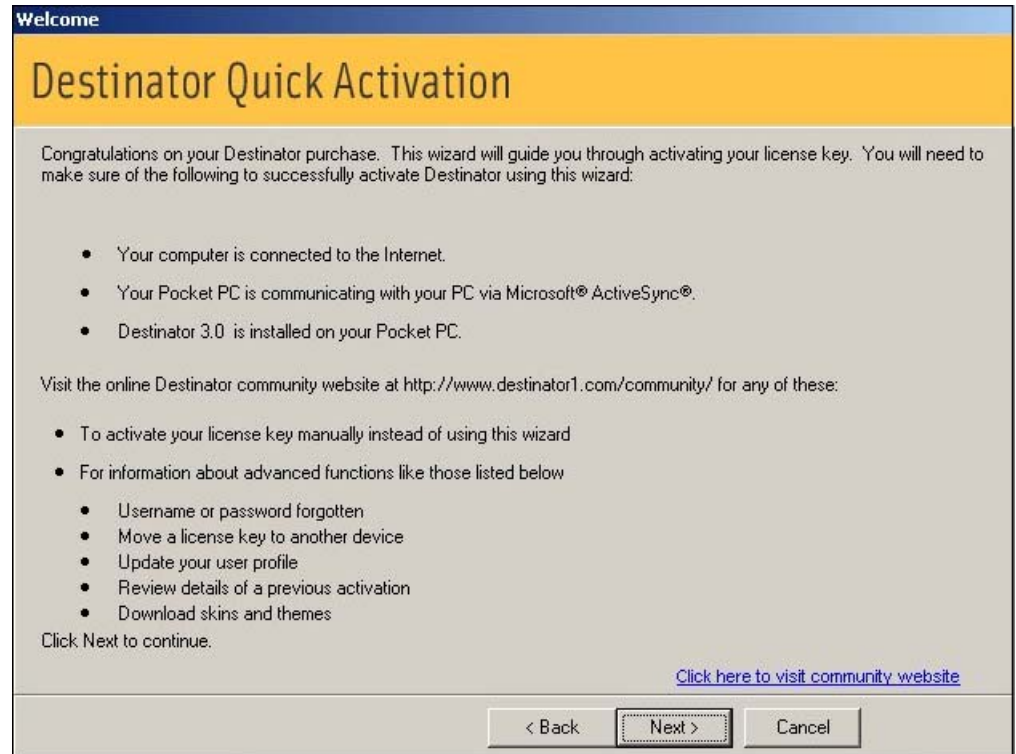 Welcome
Destinator Quick Activation
Congratulations on your Destinator purchase. This wizard will guide you through activating your license key. You will need to
make sure of the following to successfully activate Destinator using this wizard:
• Your computer is connected to the Internet.
• Your Pocket PC is communicating with your PC via Microsoft® ActiveSync®.
• Destinator 3.0 is installed on your Pocket PC.
Visit the online Destinator community website at http://www.destinator1.com/community/ for any of these:
• To activate your license key manually instead of using this wizard
• For information about advanced functions like those listed below
• Username or password forgotten
• Move a license key to another device
• Update your user profile
• Review details of a previous activation
• Download skins and themes
Click Next to continue.
Click here to visit community website
< Back Next > Cancel